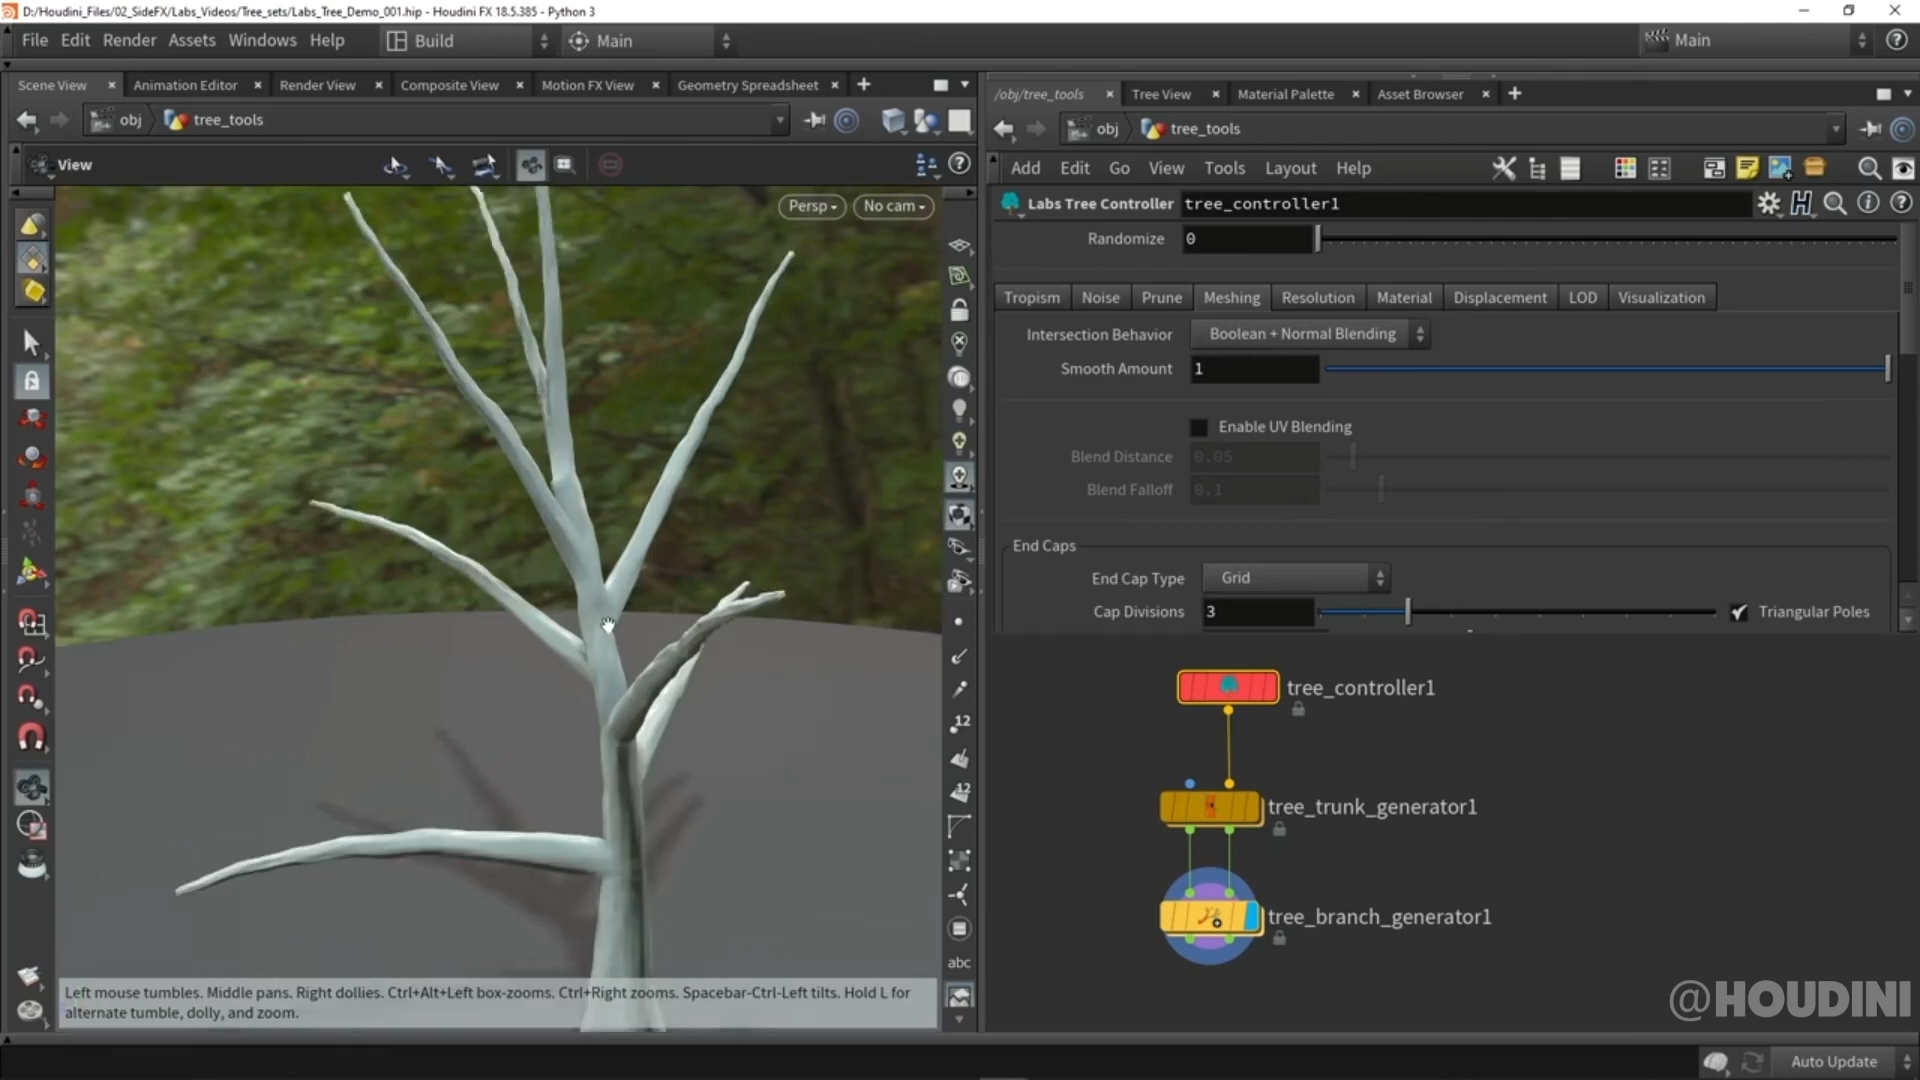 D:/Houdini_Files/02_SideFX/Labs_Videos/Tree_sets/Labs_Tree_Demo_001.hip - Houdini FX 18.5.385 - Python 3
File Edit Render Assets Windows Help Build Main Main
Scene View Animation Editor Render View Composite View Motion FX View Geometry Spreadsheet
/obj/tree_tools Tree View Material Palette Asset Browser
obj tree_tools
obj tree_tools
View
Add Edit Go View Tools Layout Help
Persp No cam
Labs Tree Controller tree_controller1
Randomize 0
Tropism Noise Prune Meshing Resolution Material Displacement LOD Visualization
Intersection Behavior Boolean + Normal Blending
Smooth Amount 1
Enable UV Blending
Blend Distance 0.05
Blend Falloff 0.1
End Caps
End Cap Type Grid
Cap Divisions 3 Triangular Poles
tree_controller1
tree_trunk_generator1
tree_branch_generator1
12
12
abc
Left mouse tumbles. Middle pans. Right dollies. Ctrl+Alt+Left box-zooms. Ctrl+Right zooms. Spacebar-Ctrl-Left tilts. Hold L for
alternate tumble, dolly, and zoom.
@HOUDINI
Auto Update